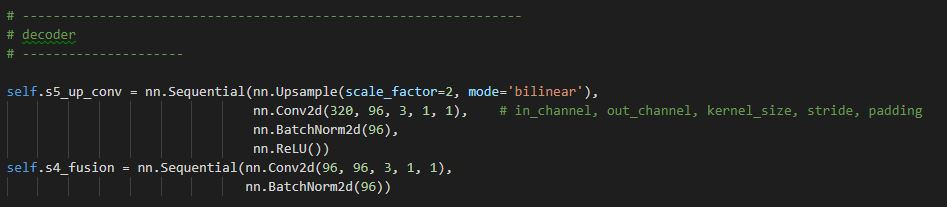 # -----------------------------------------------------------------
# decoder
# ---------------------
self.s5_up_conv = nn.Sequential(nn.Upsample(scale_factor=2, mode='bilinear'),
nn.Conv2d(320, 96, 3, 1, 1), # in_channel, out_channel, kernel_size, stride, padding
nn.BatchNorm2d(96),
nn.ReLU())
self.s4_fusion = nn.Sequential(nn.Conv2d(96, 96, 3, 1, 1),
nn.BatchNorm2d(96))